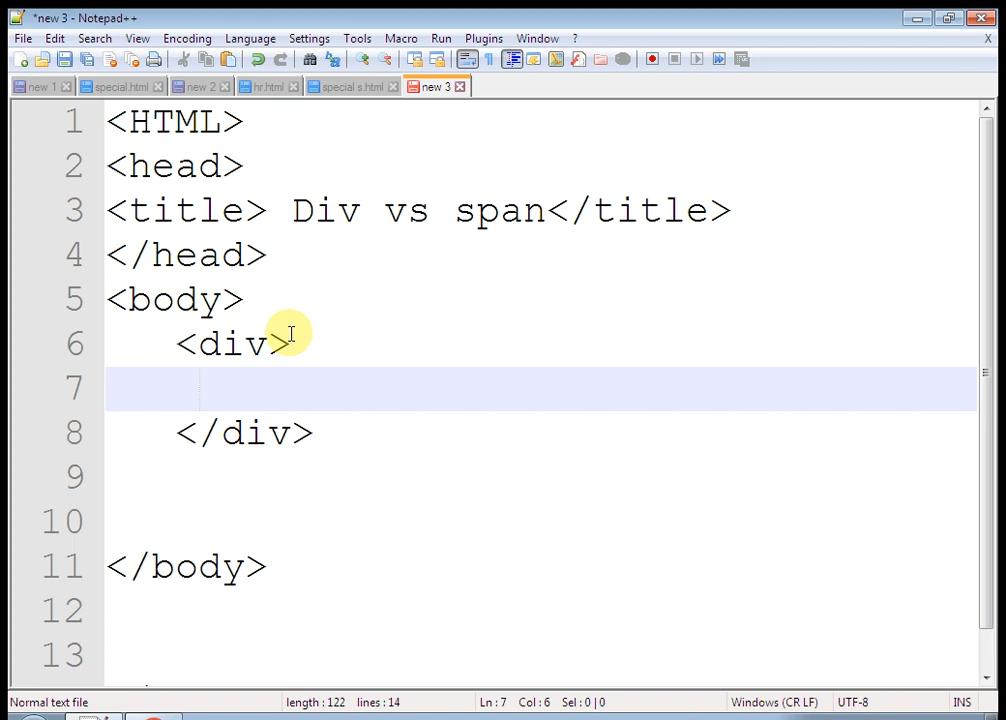 *new 3 - Notepad++
File Edit Search View Encoding Language Settings Tools Macro Run Plugins Window ? X
new 1 special.html new 2 hr.html special s.html new 3
1 <HTML>
2 <head>
3 <title> Div vs span</title>
4 </head>
5 <body>
6 <div>
7
8 </div>
9
10
11 </body>
12
13
Normal text file length : 122 lines : 14 Ln : 7 Col : 6 Sel : 0 | 0 Windows (CR LF) UTF-8 INS